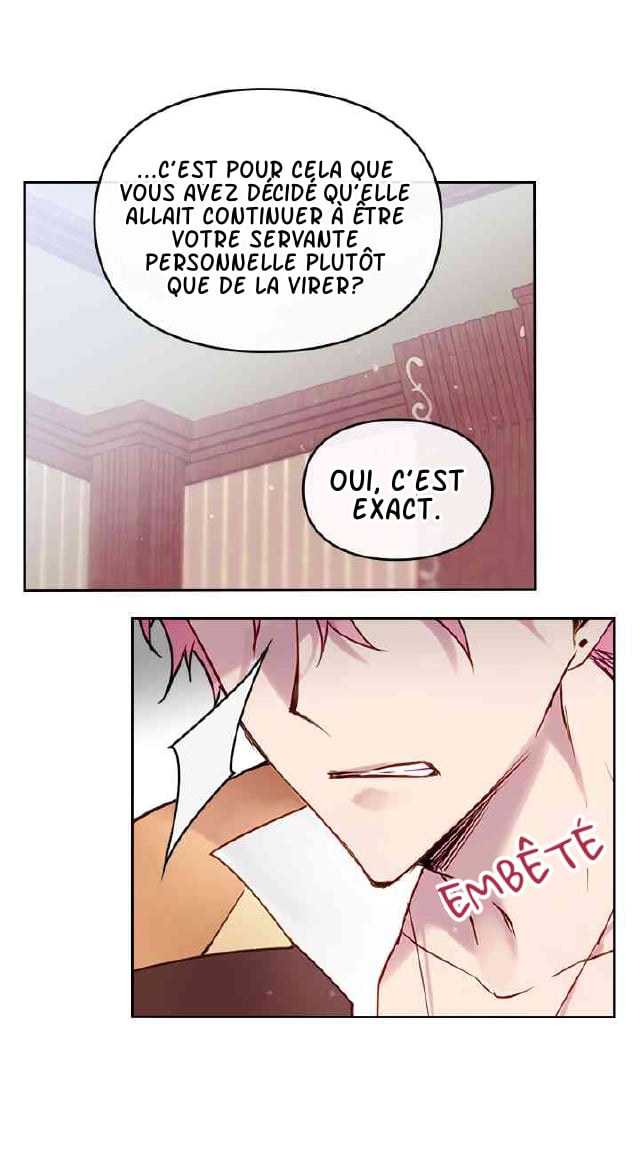 ...C'EST POUR CELA QUE
VOUS AVEZ DÉCIDÉ QU'ELLE
ALLAIT CONTINUER À ÊTRE
VOTRE SERVANTE
PERSONNELLE PLUTÔT
QUE DE LA VIRER?
OUI, C'EST
EXACT.
EMBÊTÉ